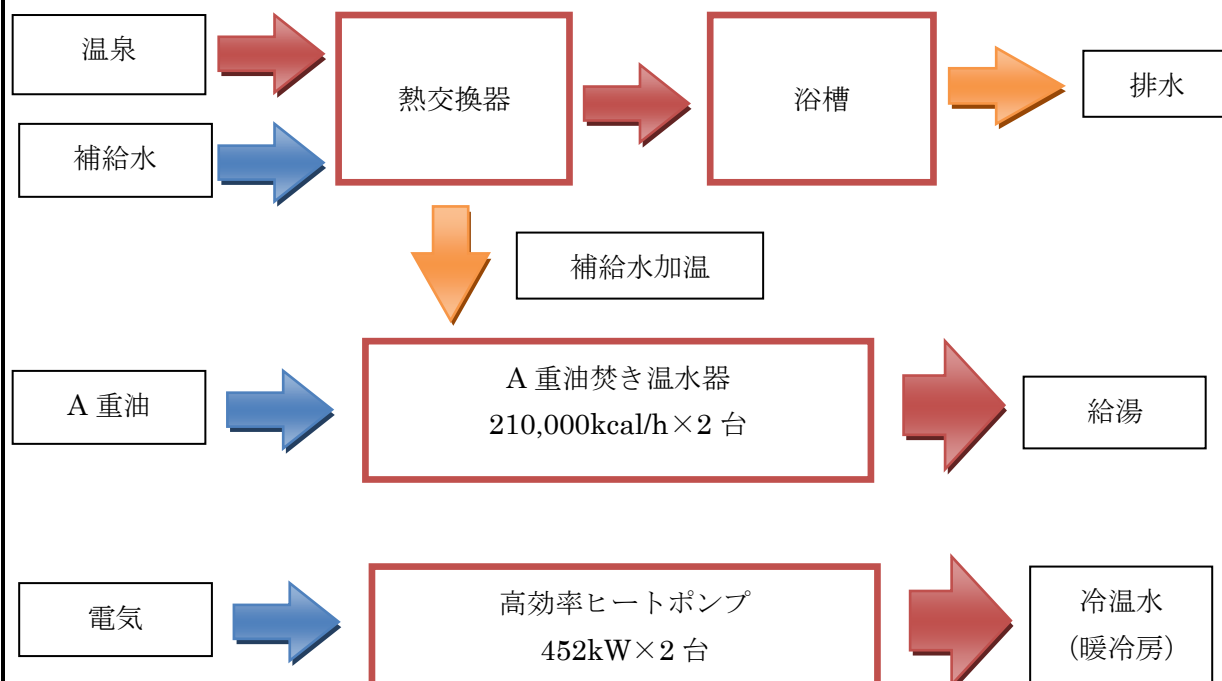 温泉
熱交換器
浴槽
排水
補給水
補給水加温
A 重油
A 重油焚き温水器
210,000kcal/h×2 台
給湯
電気
高効率ヒートポンプ
452kW×2 台
冷温水
（暖冷房）